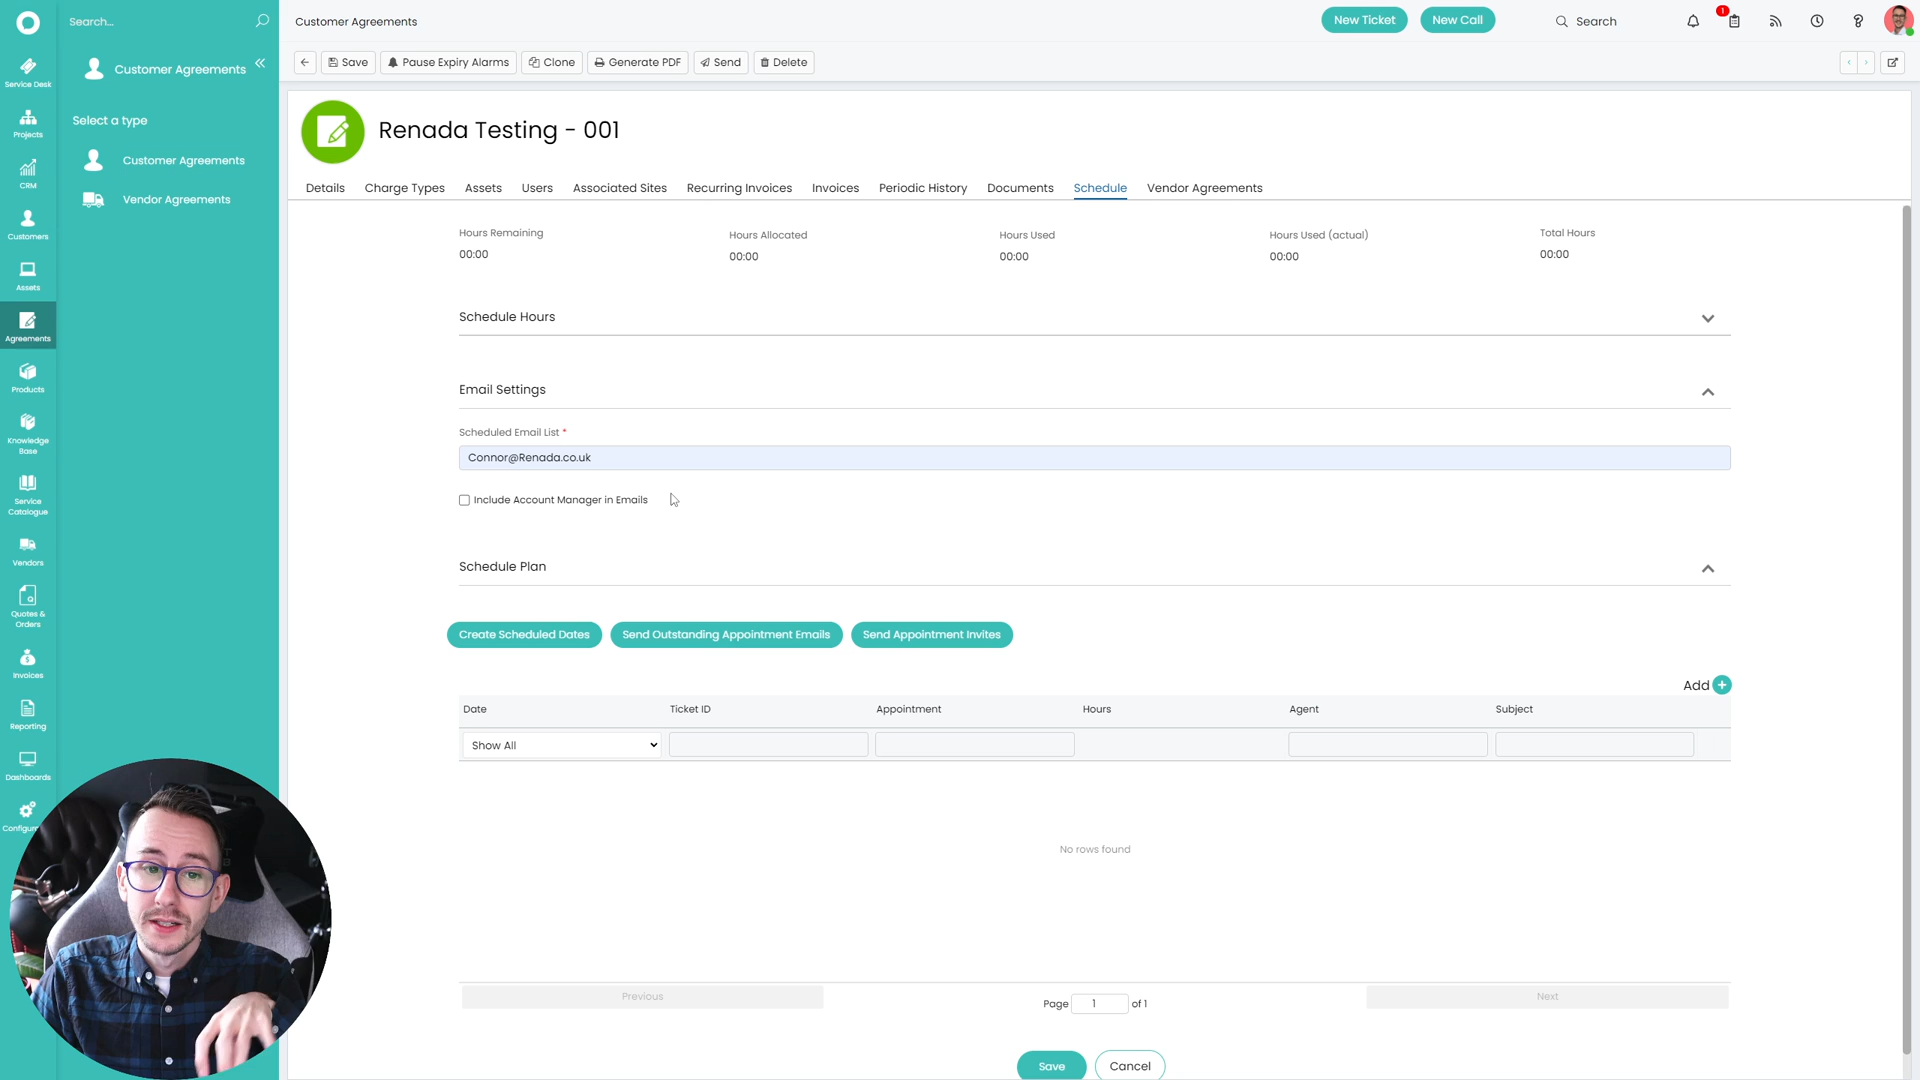 Search...
Customer Agreements
New Ticket
New Call
Search
1
Customer Agreements
Save
Pause Expiry Alarms
Clone
Generate PDF
Send
Delete
Select a type
Customer Agreements
Vendor Agreements
Service Desk
Projects
CRM
Customers
Assets
Agreements
Products
Knowledge
Base
Service
Catalogue
Vendors
Quotes &
Orders
Invoices
Reporting
Dashboards
Renada Testing - 001
Details
Charge Types
Assets
Users
Associated Sites
Recurring Invoices
Invoices
Periodic History
Documents
Schedule
Vendor Agreements
Hours Remaining
00:00
Hours Allocated
00:00
Hours Used
00:00
Hours Used (actual)
00:00
Total Hours
00:00
Schedule Hours
Email Settings
Scheduled Email List *
Connor@Renada.co.uk
Include Account Manager in Emails
Schedule Plan
Create Scheduled Dates
Send Outstanding Appointment Emails
Send Appointment Invites
Add +
Date
Ticket ID
Appointment
Hours
Agent
Subject
Show All
No rows found
Previous
Page 1 of 1
Next
Save
Cancel